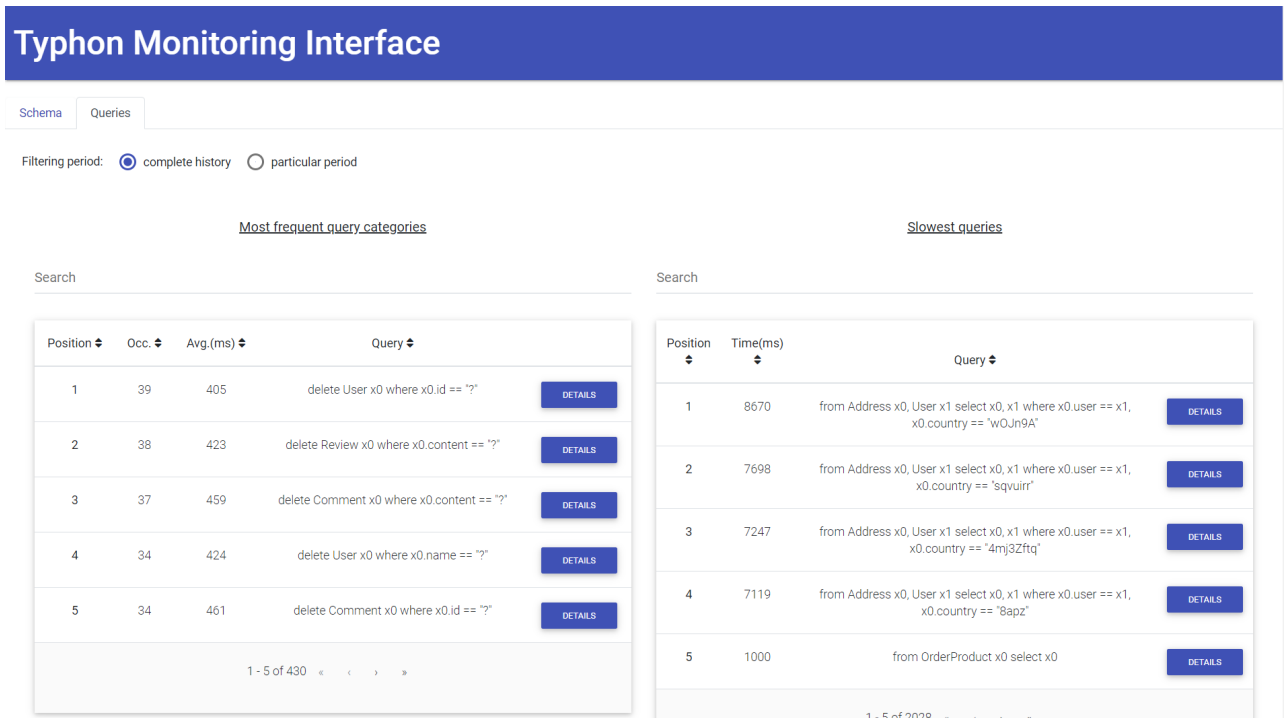 Typhon Monitoring Interface
Schema Queries
Filtering period: complete history particular period
Most frequent query categories
Search
Position Occ. Avg.(ms) Query
1 39 405 delete User x0 where x0.id == "?" DETAILS
2 38 423 delete Review x0 where x0.content == "?" DETAILS
3 37 459 delete Comment x0 where x0.content == "?" DETAILS
4 34 424 delete User x0 where x0.name == "?" DETAILS
5 34 461 delete Comment x0 where x0.id == "?" DETAILS
1 - 5 of 430 « ‹ › »
Slowest queries
Search
Position Time(ms) Query
1 8670 from Address x0, User x1 select x0, x1 where x0.user == x1, DETAILS
x0.country == "wOJn9A"
2 7698 from Address x0, User x1 select x0, x1 where x0.user == x1, DETAILS
x0.country == "sqvuirr"
3 7247 from Address x0, User x1 select x0, x1 where x0.user == x1, DETAILS
x0.country == "4mj3Zftq"
4 7119 from Address x0, User x1 select x0, x1 where x0.user == x1, DETAILS
x0.country == "8apz"
5 1000 from OrderProduct x0 select x0 DETAILS
1 - 5 of 2028